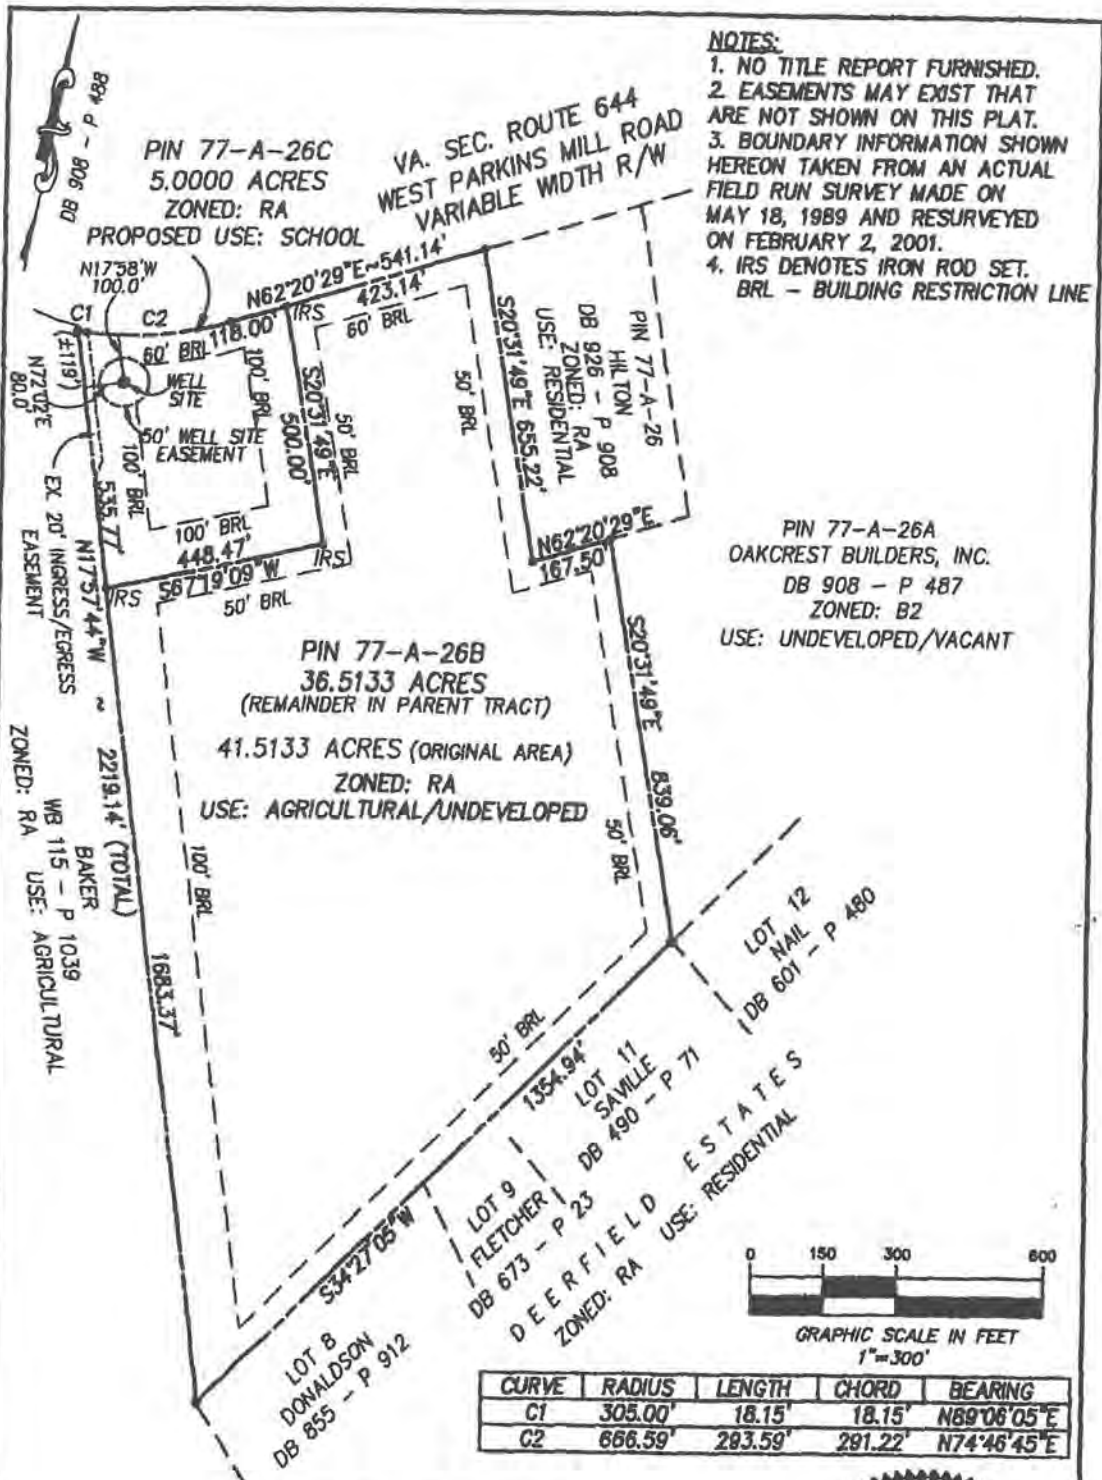 NOTES:
1. NO TITLE REPORT FURNISHED.
2. EASEMENTS MAY EXIST THAT
ARE NOT SHOWN ON THIS PLAT.
3. BOUNDARY INFORMATION SHOWN
HEREON TAKEN FROM AN ACTUAL
FIELD RUN SURVEY MADE ON
MAY 18, 1989 AND RESURVEYED
ON FEBRUARY 2, 2001.
4. IRS DENOTES IRON ROD SET.
BRL - BUILDING RESTRICTION LINE
DB 908 - P 488
PIN 77-A-26C
5.0000 ACRES
ZONED: RA
PROPOSED USE: SCHOOL
VA. SEC. ROUTE 644
WEST PARKINS MILL ROAD
VARIABLE WIDTH R/W
N17°58'W
100.0'
N62°20'29"E~541.14'
423.14'
60' BRL
IRS
118.00'
C1
C2
60' BRL
(±119')
N72°02'E
80.0'
WELL
SITE
50' WELL SITE
EASEMENT
100' BRL
100' BRL
100' BRL
S20°31'49"E
500.00'
50' BRL
50' BRL
448.47'
S67°19'09"W
IRS
IRS
50' BRL
535.77'
EX. 20' INGRESS/EGRESS
EASEMENT
N17°57'44"W ~ 2219.14' (TOTAL)
S20°31'49"E 655.22'
PIN 77-A-26
HILTON
DB 926 - P 908
ZONED: RA
USE: RESIDENTIAL
N62°20'29"E
167.50'
PIN 77-A-26A
OAKCREST BUILDERS, INC.
DB 908 - P 487
ZONED: B2
USE: UNDEVELOPED/VACANT
PIN 77-A-26B
36.5133 ACRES
(REMAINDER IN PARENT TRACT)
41.5133 ACRES (ORIGINAL AREA)
ZONED: RA
USE: AGRICULTURAL/UNDEVELOPED
S20°31'49"E 839.06'
50' BRL
BAKER
WB 115 - P 1039
ZONED: RA USE: AGRICULTURAL
100' BRL
1683.37'
50' BRL
1354.94'
S34°27'05"W
LOT 12
NAIL
DB 601 - P 480
LOT 11
SAVILLE
DB 490 - P 71
LOT 9
FLETCHER
DB 673 - P 23
LOT 8
DONALDSON
DB 855 - P 912
DEERFIELD ESTATES
ZONED: RA USE: RESIDENTIAL
0 150 300 600
GRAPHIC SCALE IN FEET
1"=300'
CURVE RADIUS LENGTH CHORD BEARING
C1 305.00' 18.15' 18.15' N89°06'05"E
C2 666.59' 293.59' 291.22' N74°46'45"E